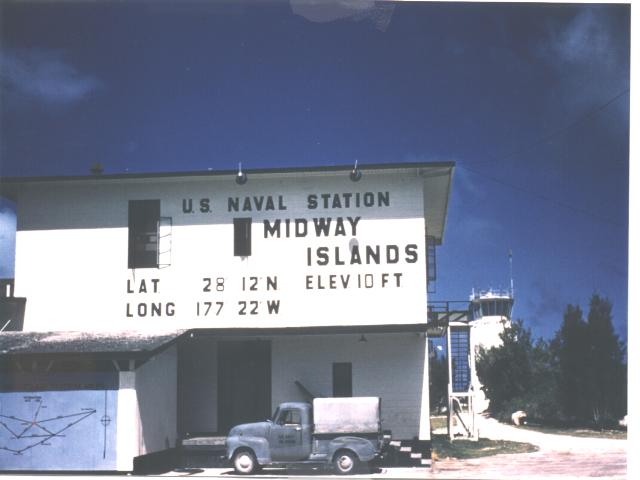 U.S. NAVAL STATION
MIDWAY
ISLANDS
LAT 28° 12' N ELEV 10 FT
LONG 177° 22' W